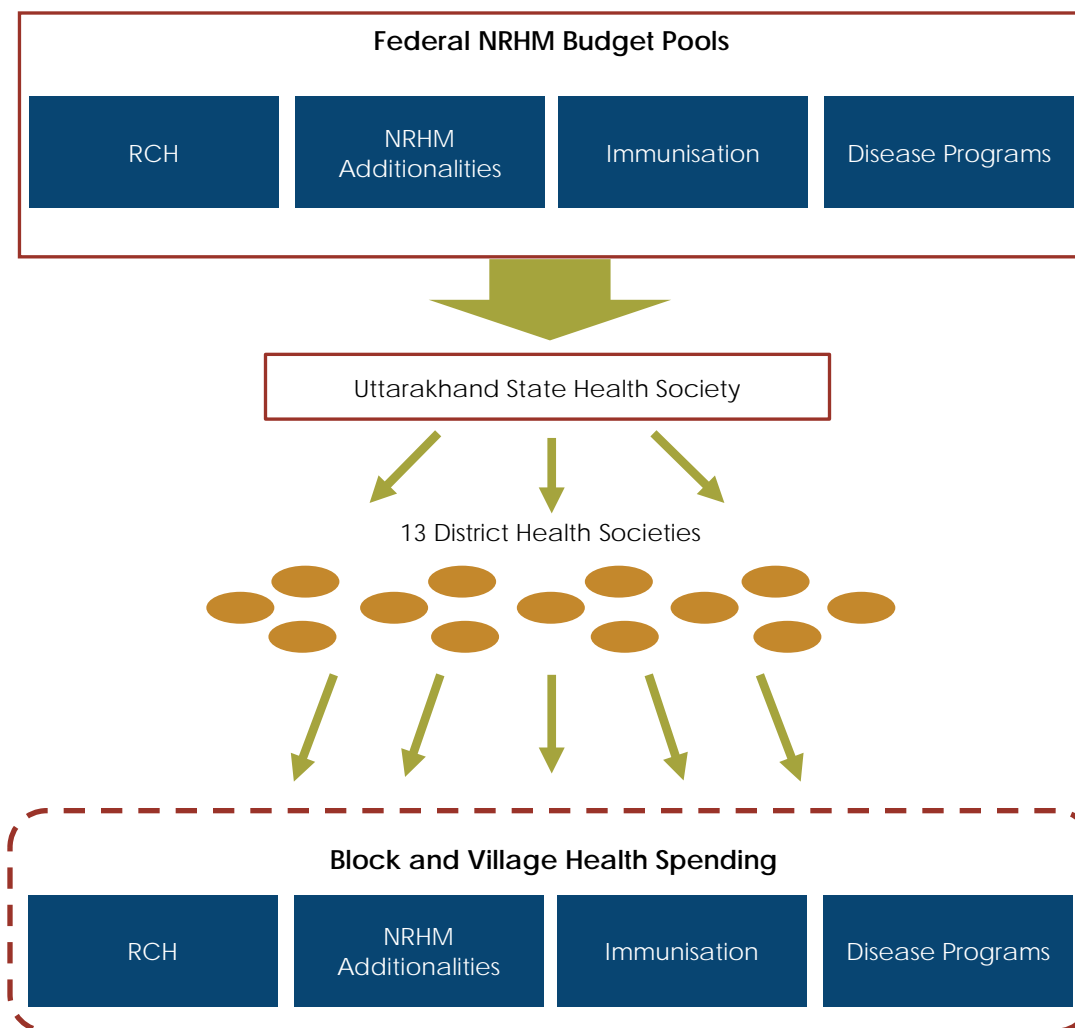 Federal NRHM Budget Pools
RCH
NRHM
Additionalities
Immunisation
Disease Programs
Uttarakhand State Health Society
13 District Health Societies
Block and Village Health Spending
RCH
NRHM
Additionalities
Immunisation
Disease Programs